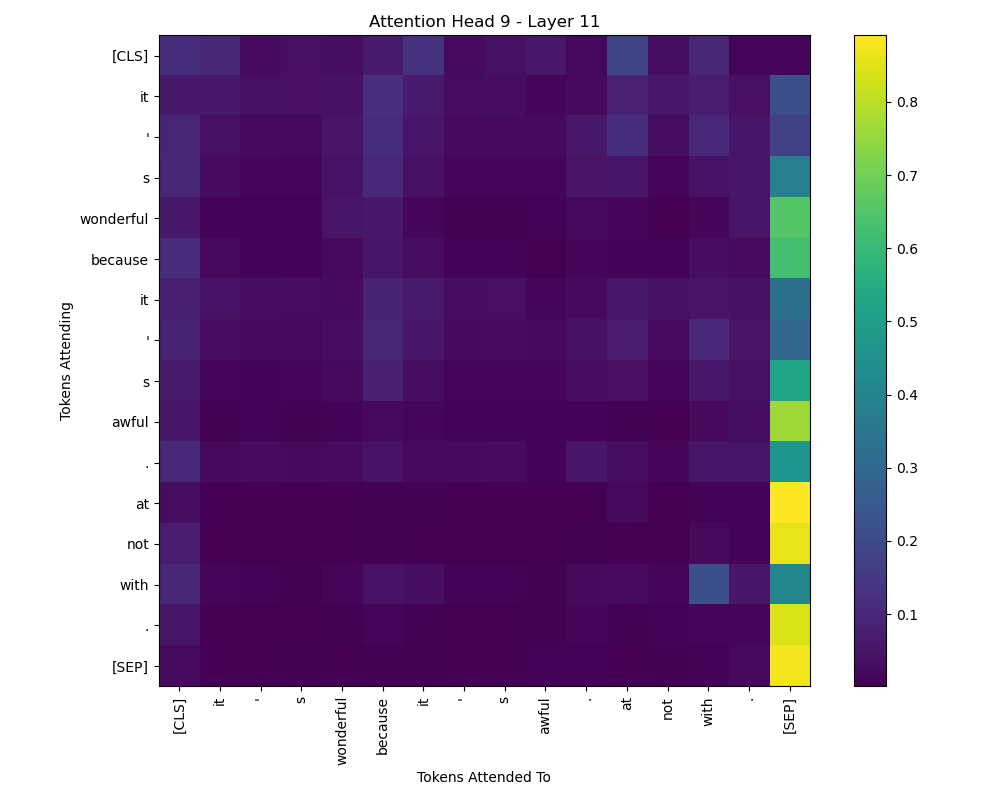 Attention Head 9 - Layer 11
[CLS]
it
'
s
wonderful
because
it
'
s
awful
.
at
not
with
.
[SEP]
Tokens Attending
[CLS]
it
'
s
wonderful
because
it
'
s
awful
.
at
not
with
.
[SEP]
Tokens Attended To
0.8
0.7
0.6
0.5
0.4
0.3
0.2
0.1